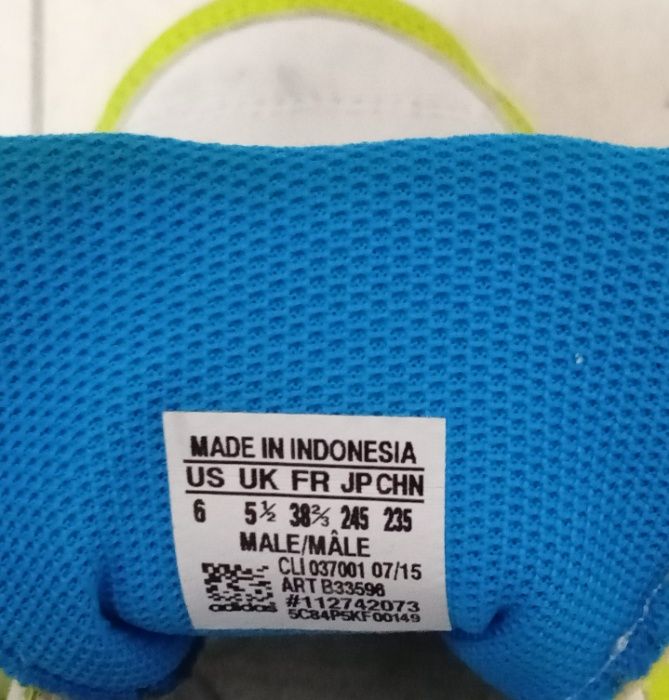 MADE IN INDONESIA
US UK FR JP CHN
6 5½ 38⅔ 245 235
MALE/MÂLE
CLI 037001 07/15
ART B33596
#112742073
5C84P5KF00149
adidas